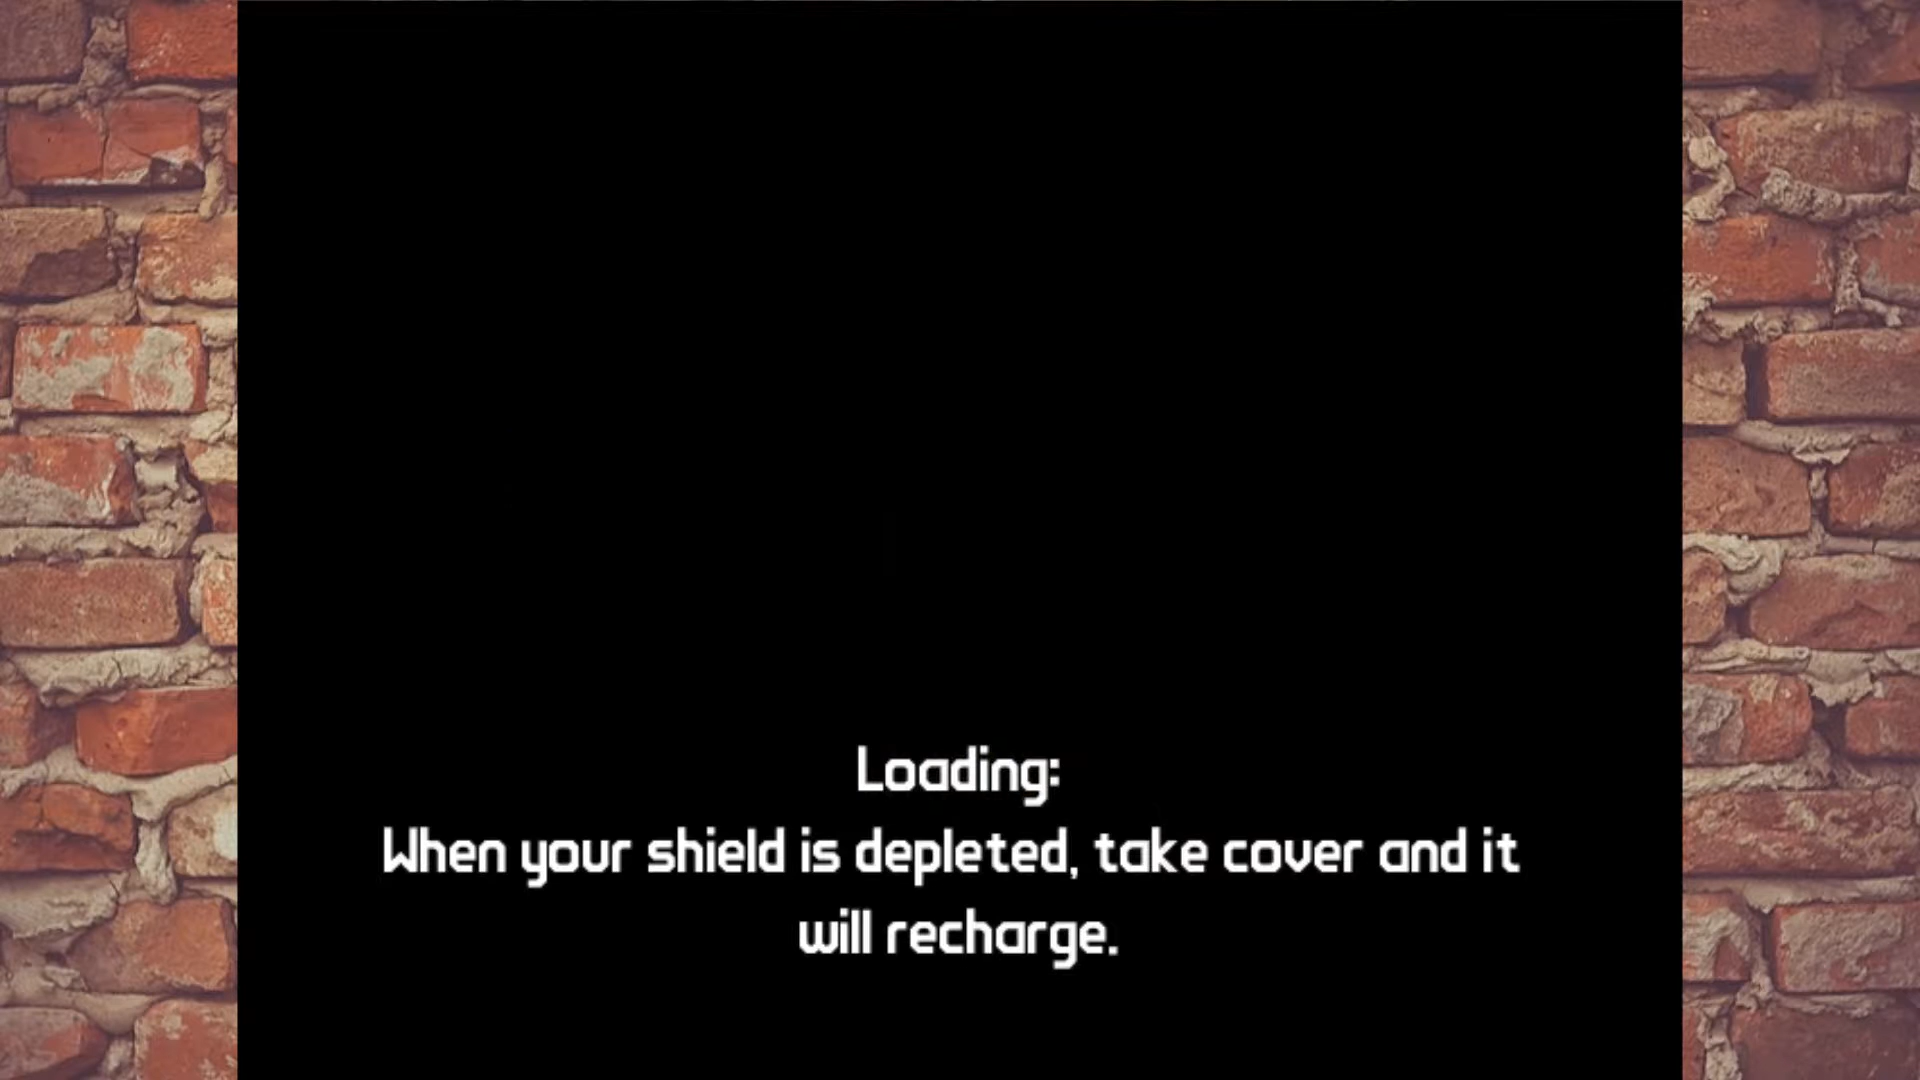 Loading:
When your shield is depleted, take cover and it
will recharge.